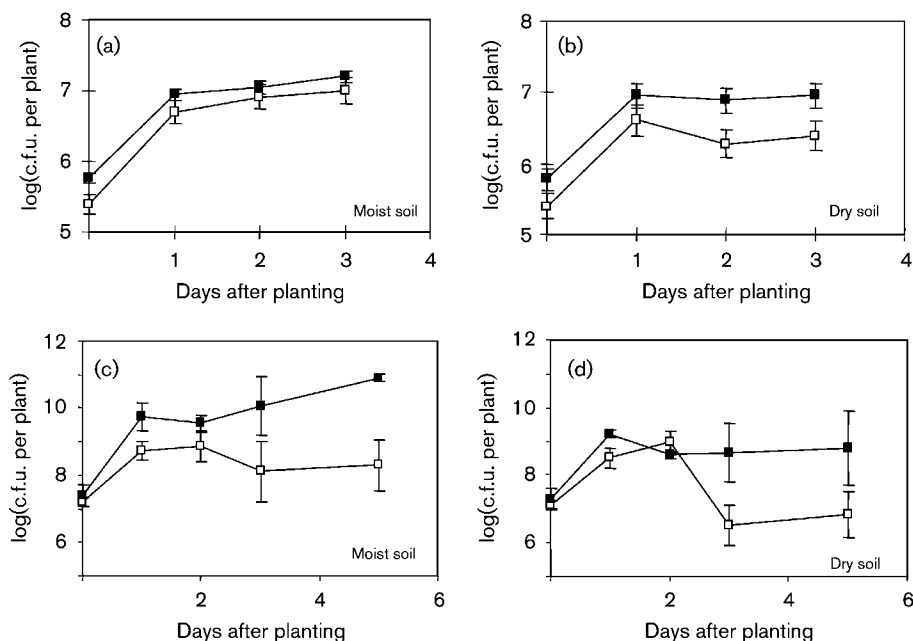 (a)
8
7
6
5
log(c.f.u. per plant)
1 2 3 4
Days after planting
Moist soil
(b)
8
7
6
5
log(c.f.u. per plant)
1 2 3 4
Days after planting
Dry soil
(c)
12
10
8
6
log(c.f.u. per plant)
2 4 6
Days after planting
Moist soil
(d)
12
10
8
6
log(c.f.u. per plant)
2 4 6
Days after planting
Dry soil